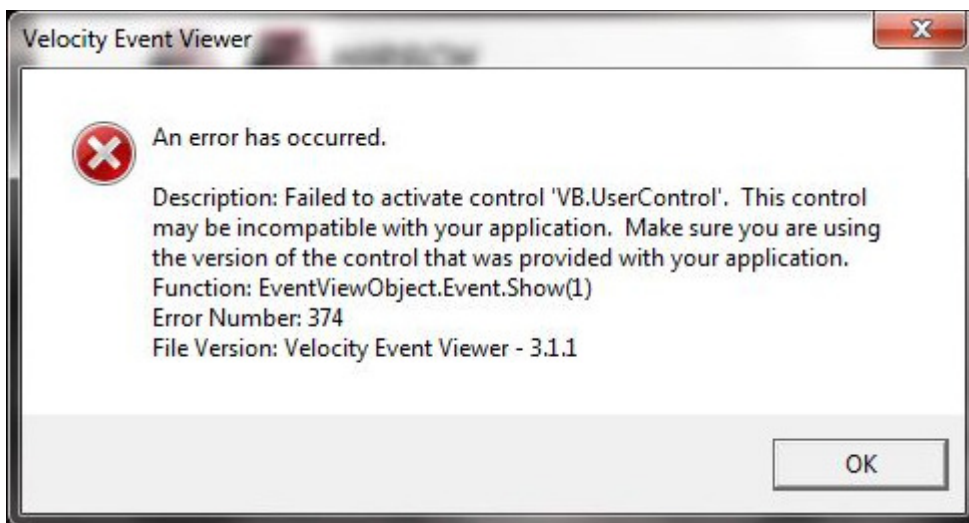 Velocity Event Viewer
An error has occurred.
Description: Failed to activate control 'VB.UserControl'.  This control
may be incompatible with your application.  Make sure you are using
the version of the control that was provided with your application.
Function: EventViewObject.Event.Show(1)
Error Number: 374
File Version: Velocity Event Viewer - 3.1.1
OK